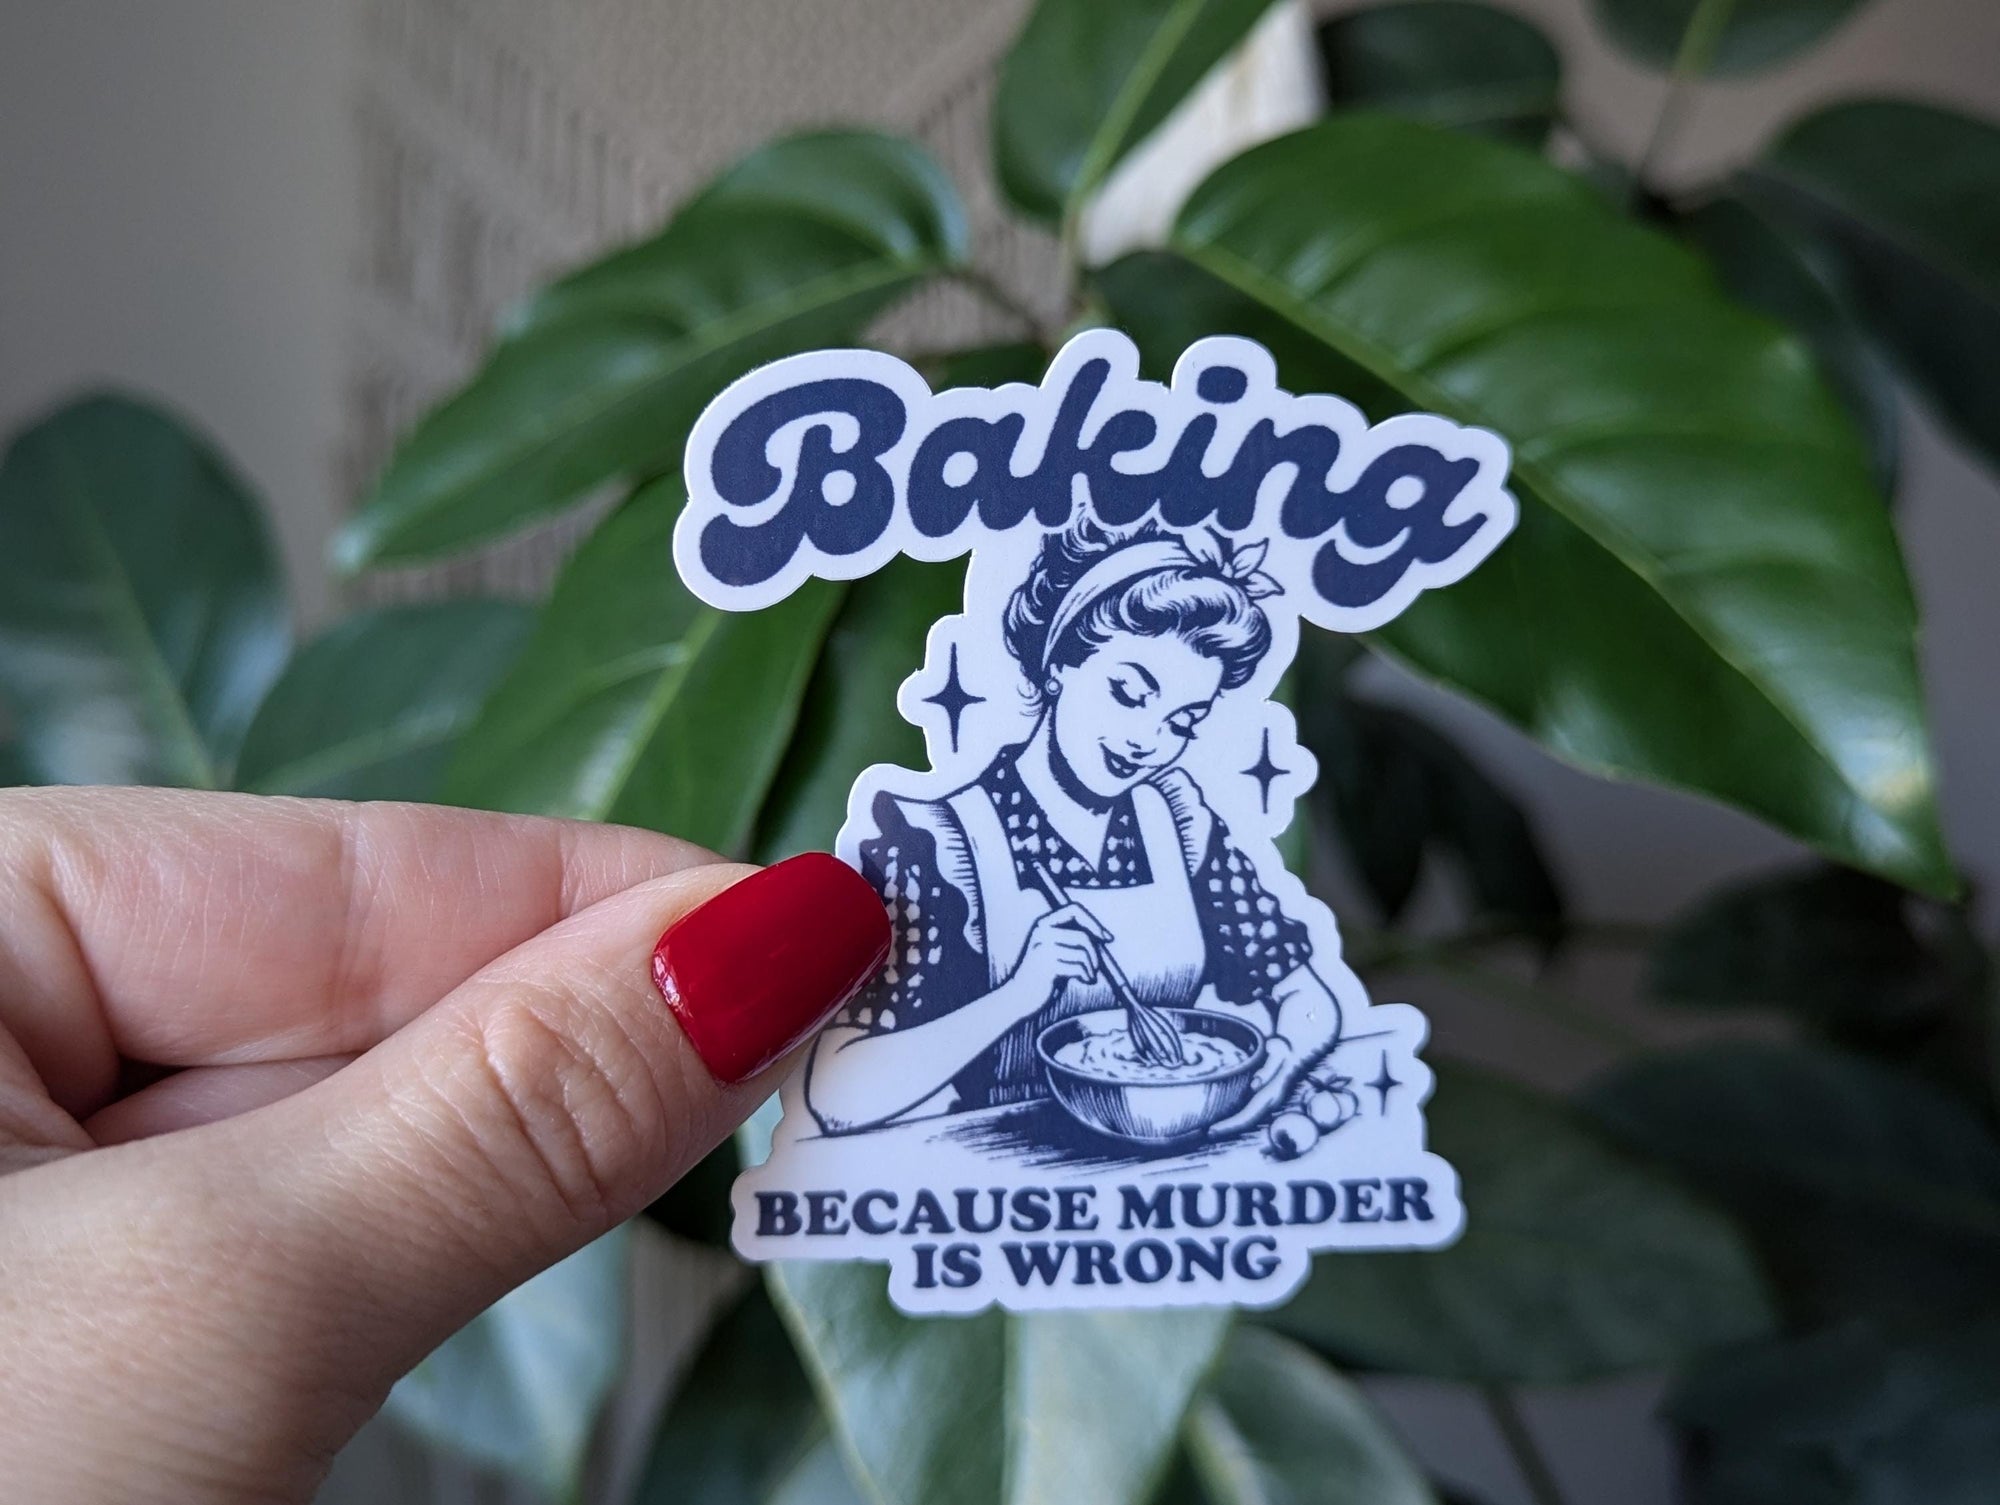 Baking
BECAUSE MURDER
IS WRONG